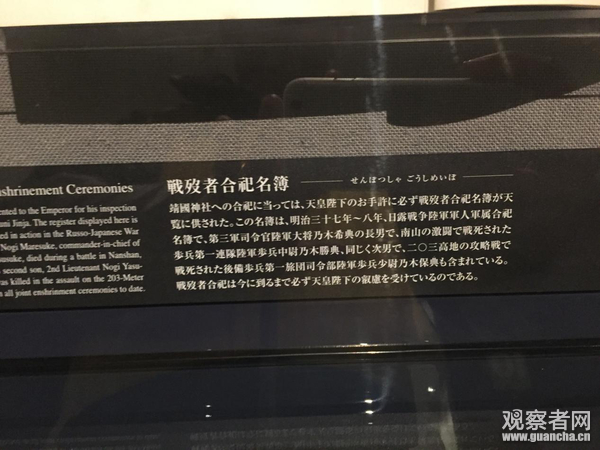 Enshrinement Ceremonies
ented to the Emperor for his inspection
ni Jinja. The register displayed here is
ed in action in the Russo-Japanese War
Nogi Maresuke, commander-in-chief of
usuke, died during a battle in Nanshan,
second son, 2nd Lieutenant Nogi Yasu-
was killed in the assault on the 203-Meter
n all joint enshrinement ceremonies to date.
戦歿者合祀名簿 せんぼつしゃ ごうしめいぼ
靖國神社への合祀に当っては、天皇陛下のお手許に必ず戦歿者合祀名簿が天
覧に供された。この名簿は、明治三十七年〜八年、日露戦争陸軍軍人軍属合祀
名簿で、第三軍司令官陸軍大将乃木希典の長男で、南山の激闘で戦死された
歩兵第一連隊陸軍歩兵中尉乃木勝典、同じく次男で、二〇三高地の攻略戦で
戦死された後備歩兵第一旅団司令部陸軍歩兵少尉乃木保典も含まれている。
戦歿者合祀は今に到るまで必ず天皇陛下の叡慮を受けているのである。
观察者网
www.guancha.cn